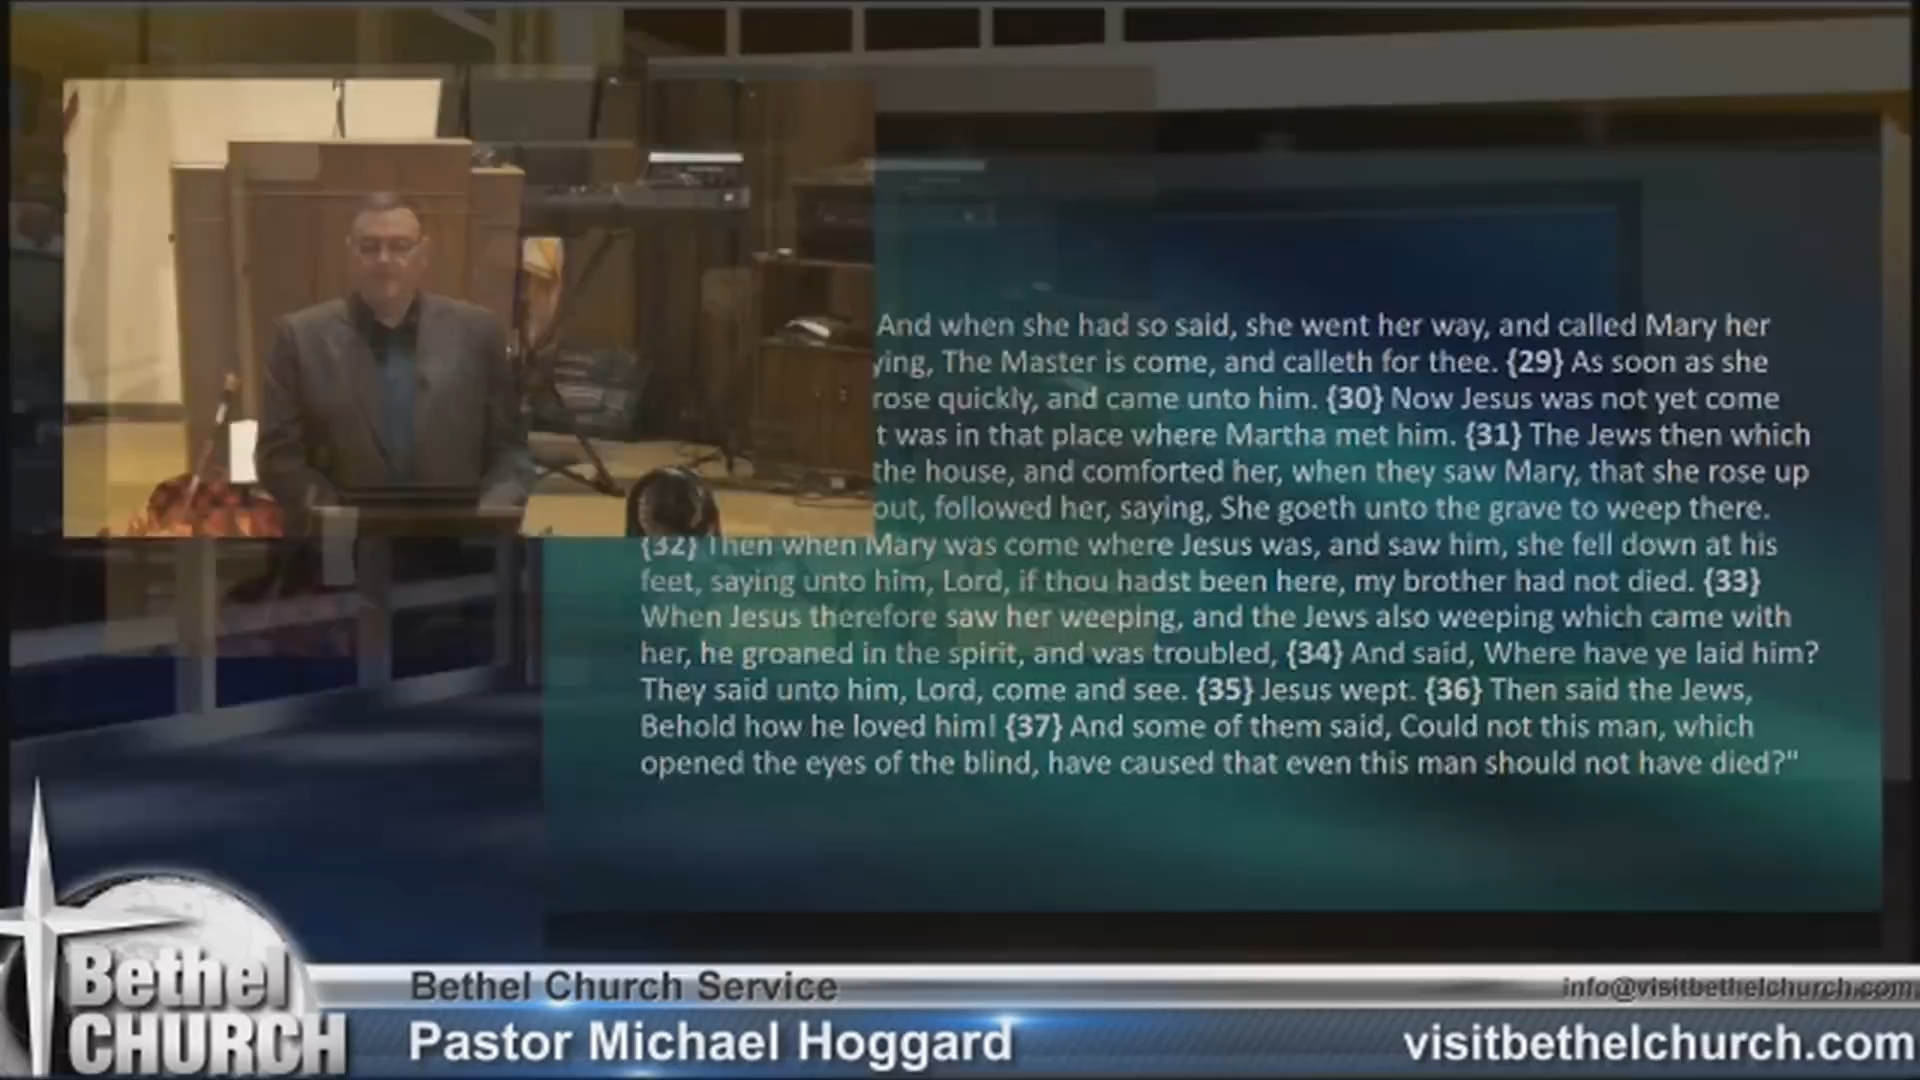 And when she had so said, she went her way, and called Mary her
ying, The Master is come, and calleth for thee. {29} As soon as she
rose quickly, and came unto him. {30} Now Jesus was not yet come
t was in that place where Martha met him. {31} The Jews then which
the house, and comforted her, when they saw Mary, that she rose up
out, followed her, saying, She goeth unto the grave to weep there.
{32} Then when Mary was come where Jesus was, and saw him, she fell down at his
feet, saying unto him, Lord, if thou hadst been here, my brother had not died. {33}
When Jesus therefore saw her weeping, and the Jews also weeping which came with
her, he groaned in the spirit, and was troubled, {34} And said, Where have ye laid him?
They said unto him, Lord, come and see. {35} Jesus wept. {36} Then said the Jews,
Behold how he loved him! {37} And some of them said, Could not this man, which
opened the eyes of the blind, have caused that even this man should not have died?"
Bethel
CHURCH
Bethel Church Service
info@visitbethelchurch.com
Pastor Michael Hoggard
visitbethelchurch.com